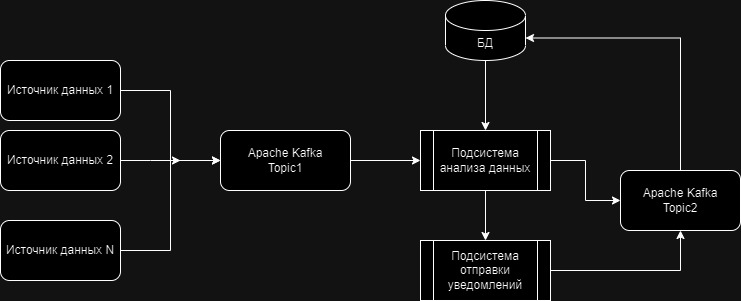 БД
Источник данных 1
Источник данных 2
Источник данных N
Apache Kafka
Topic1
Подсистема
анализа данных
Apache Kafka
Topic2
Подсистема
отправки
уведомлений